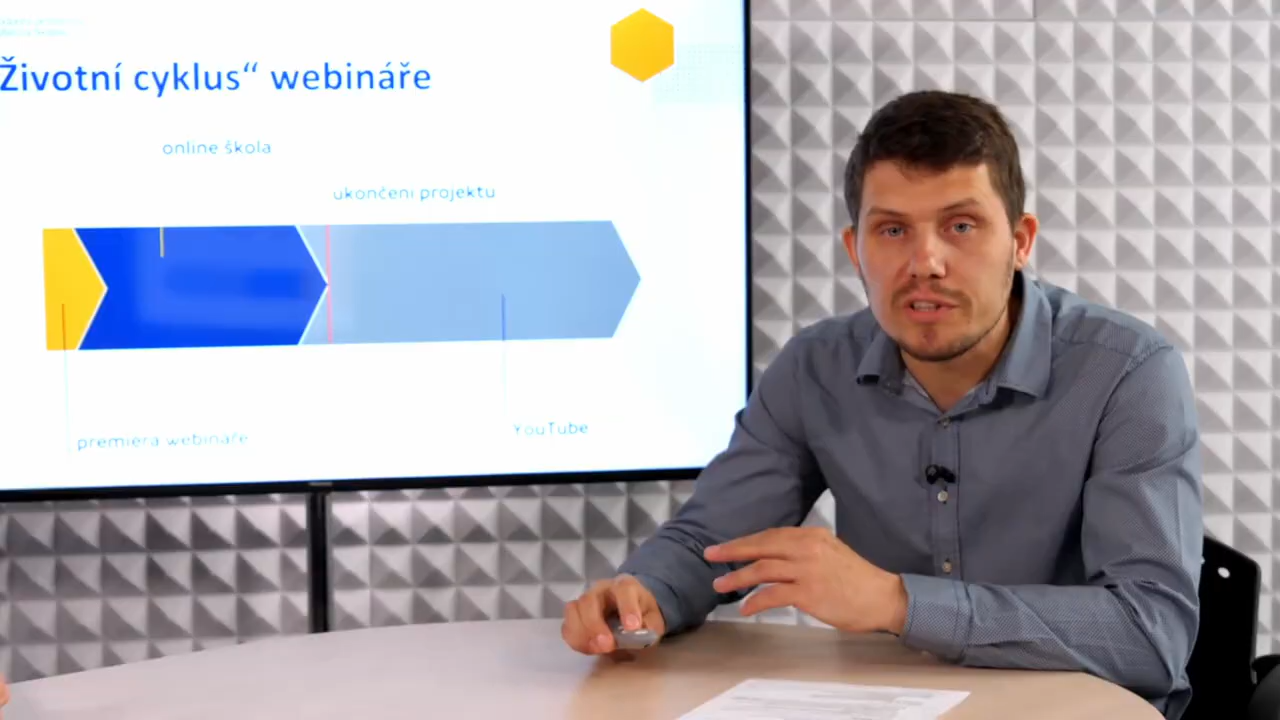 Životní cyklus“ webináře
online škola
ukončení projektu
premiéra webináře
YouTube